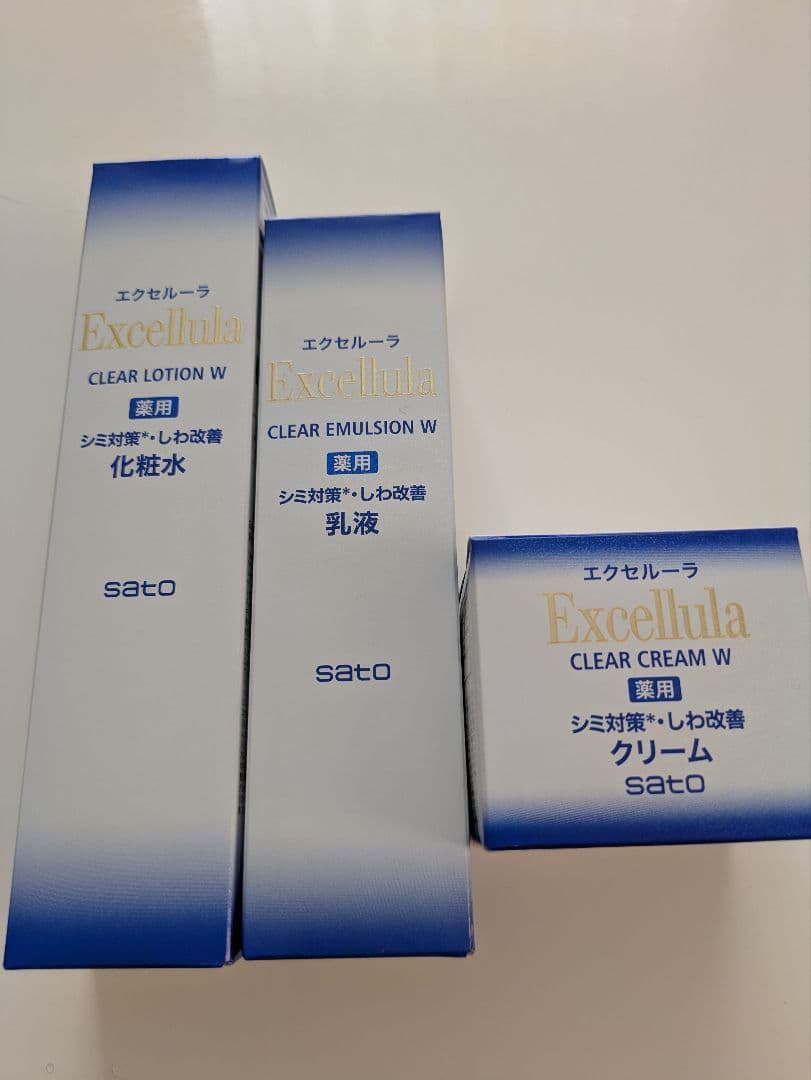 エクセルーラ
Excellula
CLEAR LOTION W
薬用
シミ対策*・しわ改善
化粧水
sato
エクセルーラ
Excellula
CLEAR EMULSION W
薬用
シミ対策*・しわ改善
乳液
sato
エクセルーラ
Excellula
CLEAR CREAM W
薬用
シミ対策*・しわ改善
クリーム
sato